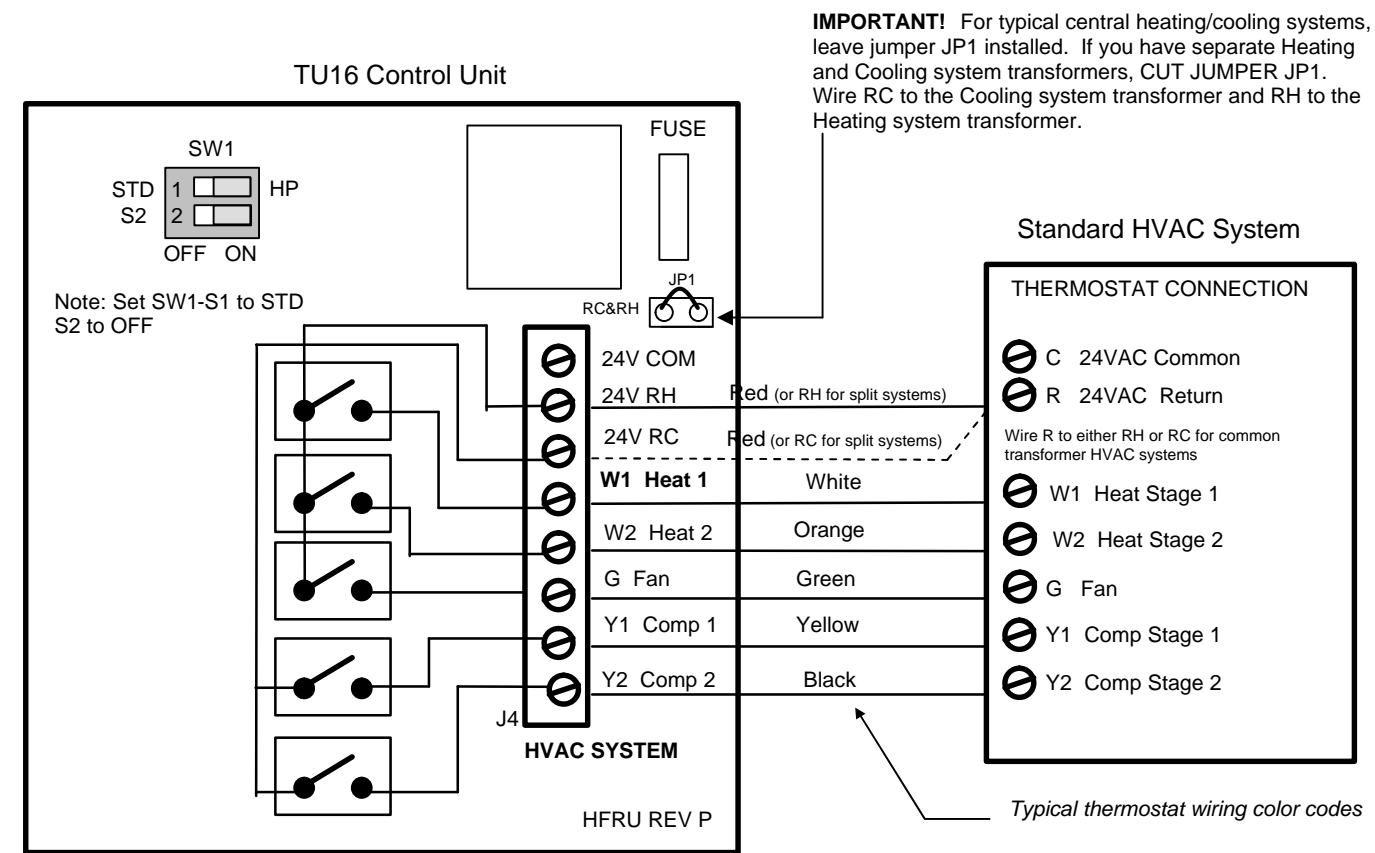 IMPORTANT! For typical central heating/cooling systems,
leave jumper JP1 installed. If you have separate Heating
and Cooling system transformers, CUT JUMPER JP1.
Wire RC to the Cooling system transformer and RH to the
Heating system transformer.
TU16 Control Unit
SW1
STD 1 HP
S2 2
OFF ON
Note: Set SW1-S1 to STD
S2 to OFF
FUSE
JP1
RC&RH
24V COM
24V RH
24V RC
W1 Heat 1
W2 Heat 2
G Fan
Y1 Comp 1
Y2 Comp 2
J4
HVAC SYSTEM
HFRU REV P
Red (or RH for split systems)
Red (or RC for split systems)
White
Orange
Green
Yellow
Black
Standard HVAC System
THERMOSTAT CONNECTION
C 24VAC Common
R 24VAC Return
Wire R to either RH or RC for common
transformer HVAC systems
W1 Heat Stage 1
W2 Heat Stage 2
G Fan
Y1 Comp Stage 1
Y2 Comp Stage 2
Typical thermostat wiring color codes